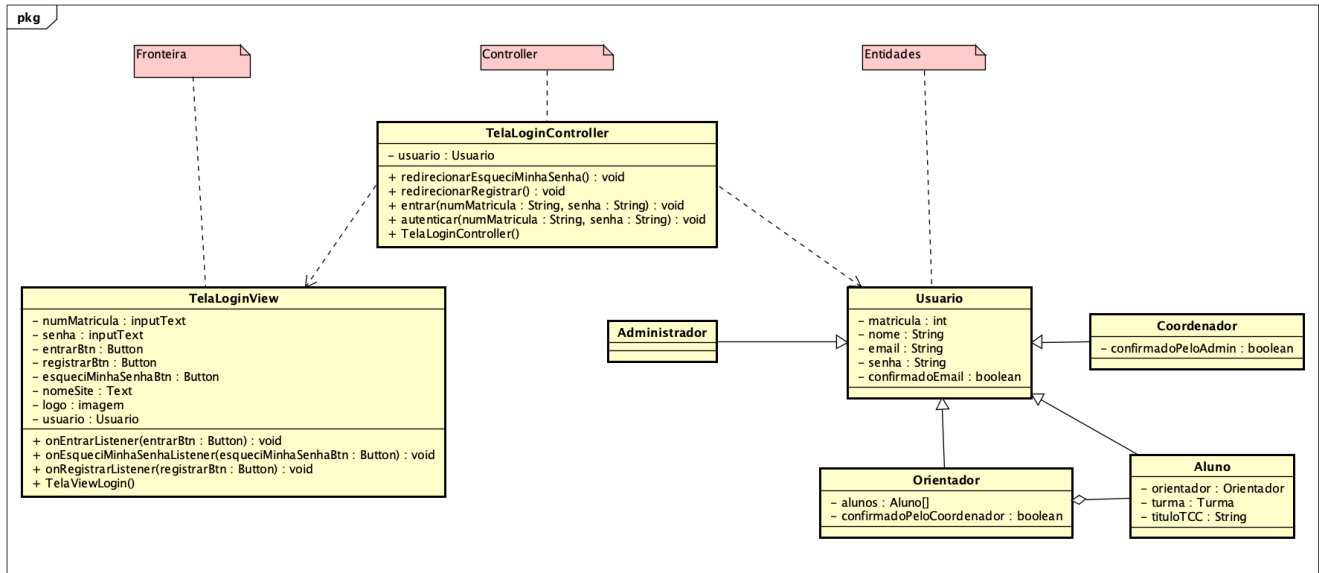 pkg
Fronteira
Controller
Entidades
TelaLoginController
– usuario : Usuario
+ redirecionarEsqueciMinhaSenha() : void
+ redirecionarRegistrar() : void
+ entrar(numMatricula : String, senha : String) : void
+ autenticar(numMatricula : String, senha : String) : void
+ TelaLoginController()
TelaLoginView
– numMatricula : inputText
– senha : inputText
– entrarBtn : Button
– registrarBtn : Button
– esqueciMinhaSenhaBtn : Button
– nomeSite : Text
– logo : imagem
– usuario : Usuario
+ onEntrarListener(entrarBtn : Button) : void
+ onEsqueciMinhaSenhaListener(esqueciMinhaSenhaBtn : Button) : void
+ onRegistrarListener(registrarBtn : Button) : void
+ TelaViewLogin()
Administrador
Usuario
– matricula : int
– nome : String
– email : String
– senha : String
– confirmadoEmail : boolean
Coordenador
– confirmadoPeloAdmin : boolean
Orientador
– alunos : Aluno[]
– confirmadoPeloCoordenador : boolean
Aluno
– orientador : Orientador
– turma : Turma
– tituloTCC : String